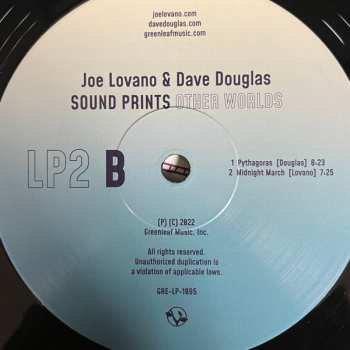 joelovano.com
davedouglas.com
greenleafmusic.com
Joe Lovano & Dave Douglas
SOUND PRINTS OTHER WORLDS
LP2 B
1 Pythagoras [Douglas] 8:23
2 Midnight March [Lovano] 7:25
(P) (C) 2022
Greenleaf Music, Inc.
All rights reserved.
Unauthorized duplication is
a violation of applicable laws.
GRE-LP-1095